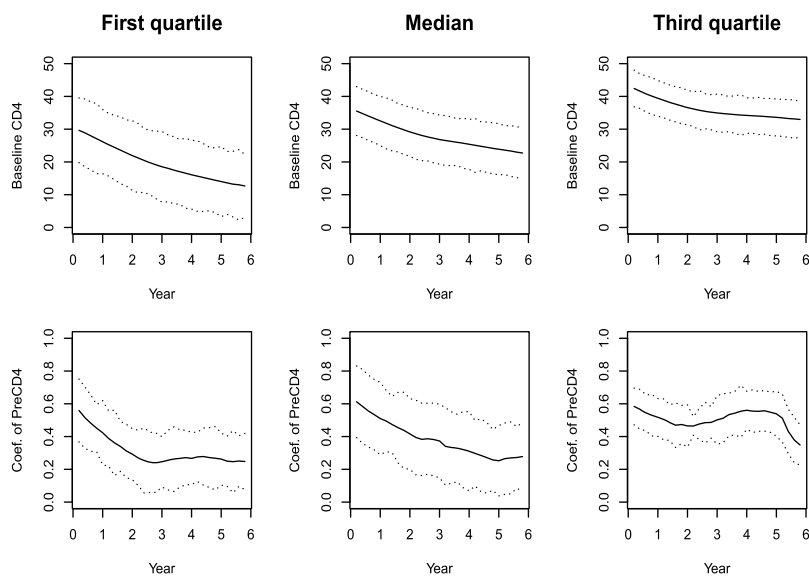 First quartile Median Third quartile
Baseline CD4 Baseline CD4 Baseline CD4
50 50 50
40 40 40
30 30 30
20 20 20
10 10 10
0 0 0
0 1 2 3 4 5 6 0 1 2 3 4 5 6 0 1 2 3 4 5 6
Year Year Year
Coef. of PreCD4 Coef. of PreCD4 Coef. of PreCD4
1.0 1.0 1.0
0.8 0.8 0.8
0.6 0.6 0.6
0.4 0.4 0.4
0.2 0.2 0.2
0.0 0.0 0.0
0 1 2 3 4 5 6 0 1 2 3 4 5 6 0 1 2 3 4 5 6
Year Year Year